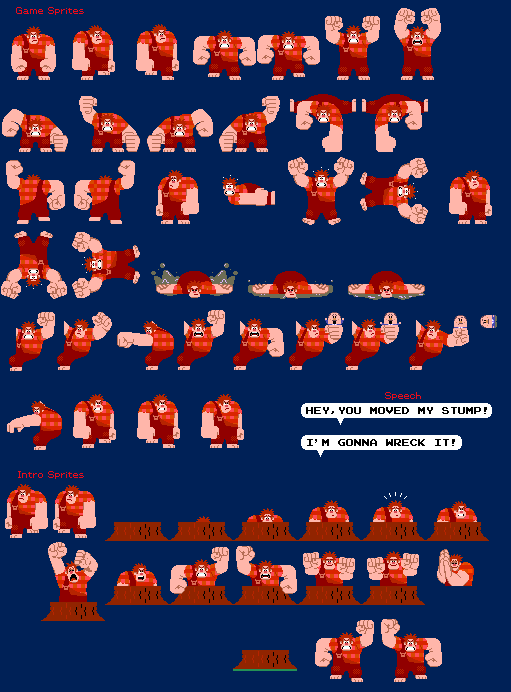 Game Sprites
Speech
HEY,YOU MOVED MY STUMP!
I'M GONNA WRECK IT!
Intro Sprites